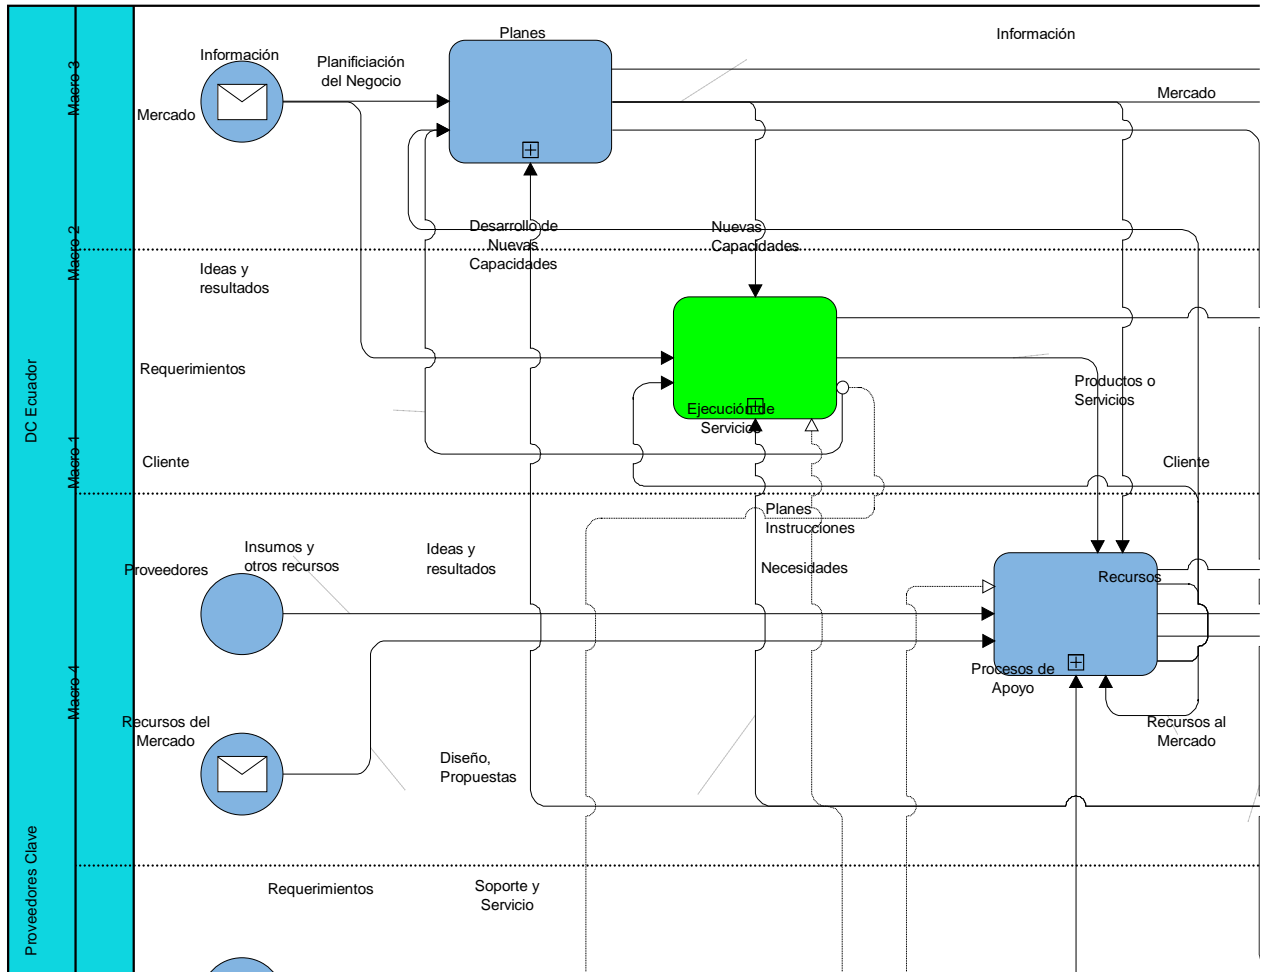 Planes
Información
Información
Planificiación
del Negocio
Mercado
Mercado
Macro 3
Desarrollo de
Nuevas
Capacidades
Nuevas
Capacidades
Macro 2
Ideas y
resultados
DC Ecuador
Requerimientos
Productos o
Servicios
Ejecución de
Servicios
Macro 1
Cliente
Cliente
Planes
Instrucciones
Insumos y
otros recursos
Ideas y
resultados
Proveedores
Necesidades
Recursos
Macro 4
Procesos de
Apoyo
Recursos del
Mercado
Recursos al
Mercado
Diseño,
Propuestas
Proveedores Clave
Requerimientos
Soporte y
Servicio